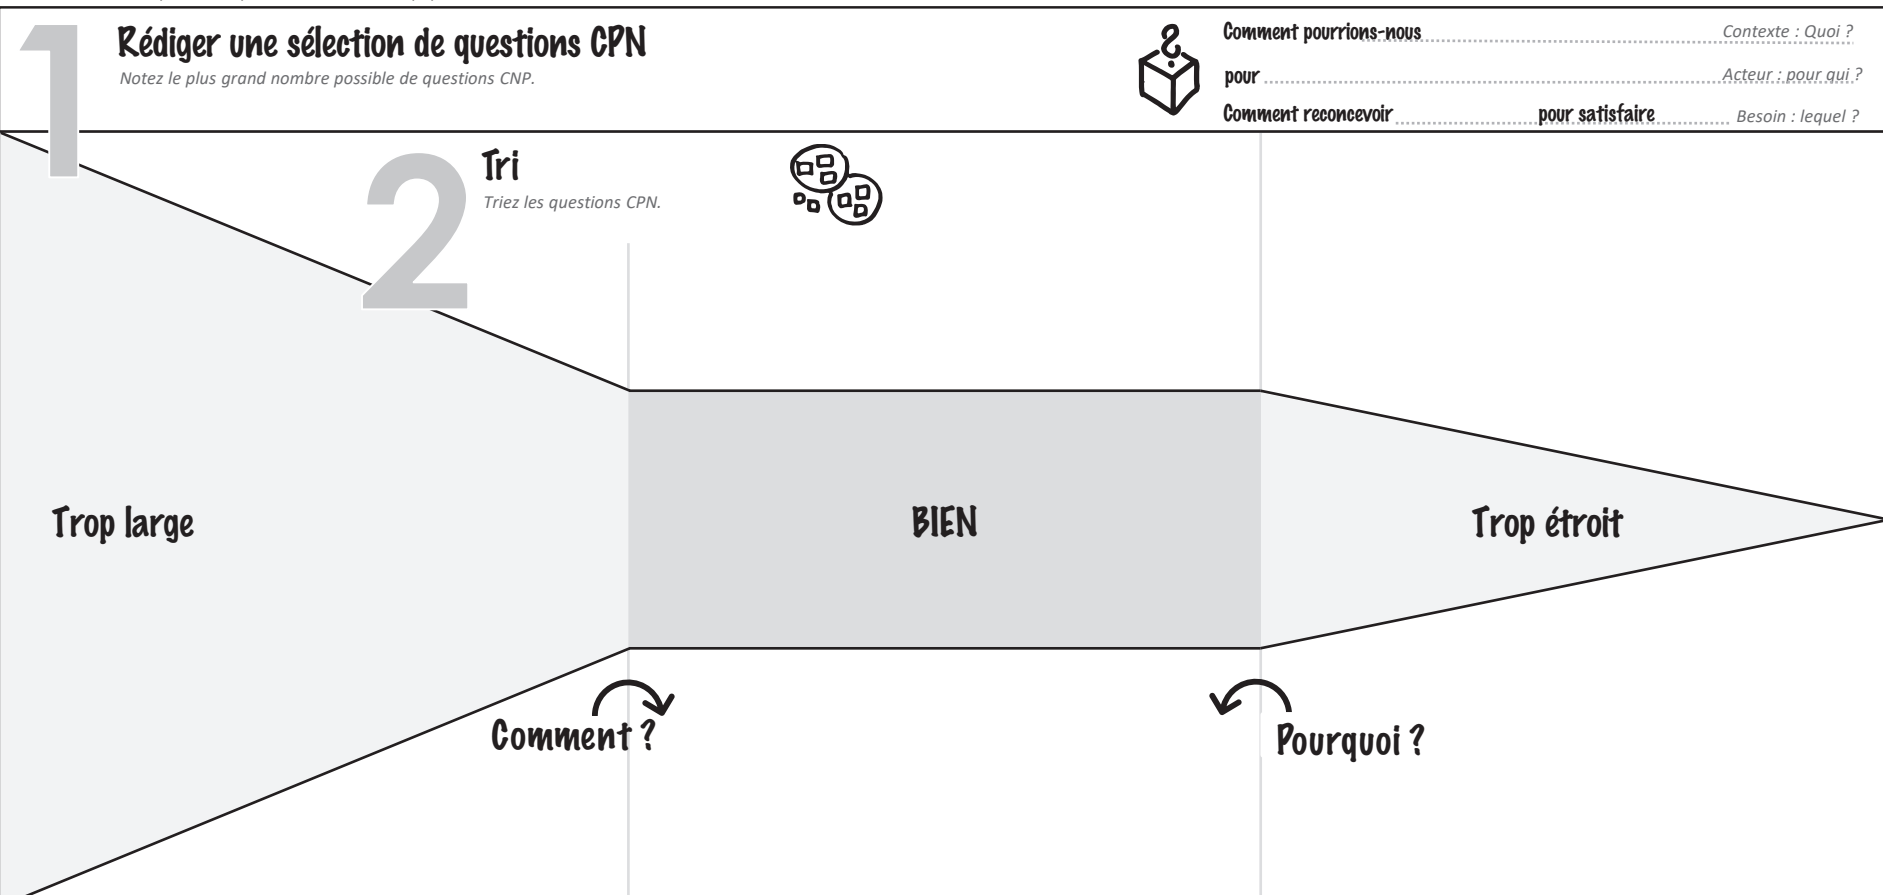 1
Rédiger une sélection de questions CPN
Notez le plus grand nombre possible de questions CNP.
Comment pourrions-nous Contexte : Quoi ?
pour Acteur : pour qui ?
Comment reconcevoir pour satisfaire Besoin : lequel ?
2
Tri
Triez les questions CPN.
Trop large
BIEN
Trop étroit
Comment ?
Pourquoi ?